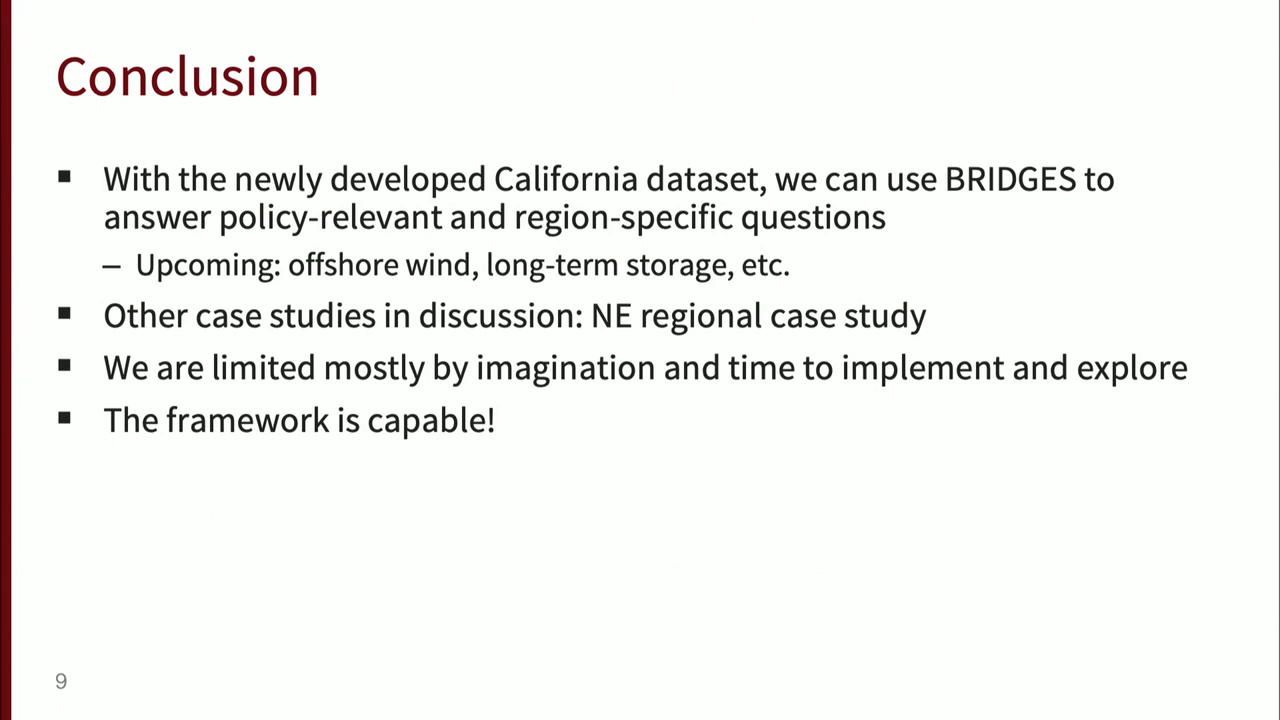 Conclusion
▪ With the newly developed California dataset, we can use BRIDGES to
answer policy-relevant and region-specific questions
– Upcoming: offshore wind, long-term storage, etc.
▪ Other case studies in discussion: NE regional case study
▪ We are limited mostly by imagination and time to implement and explore
▪ The framework is capable!
9